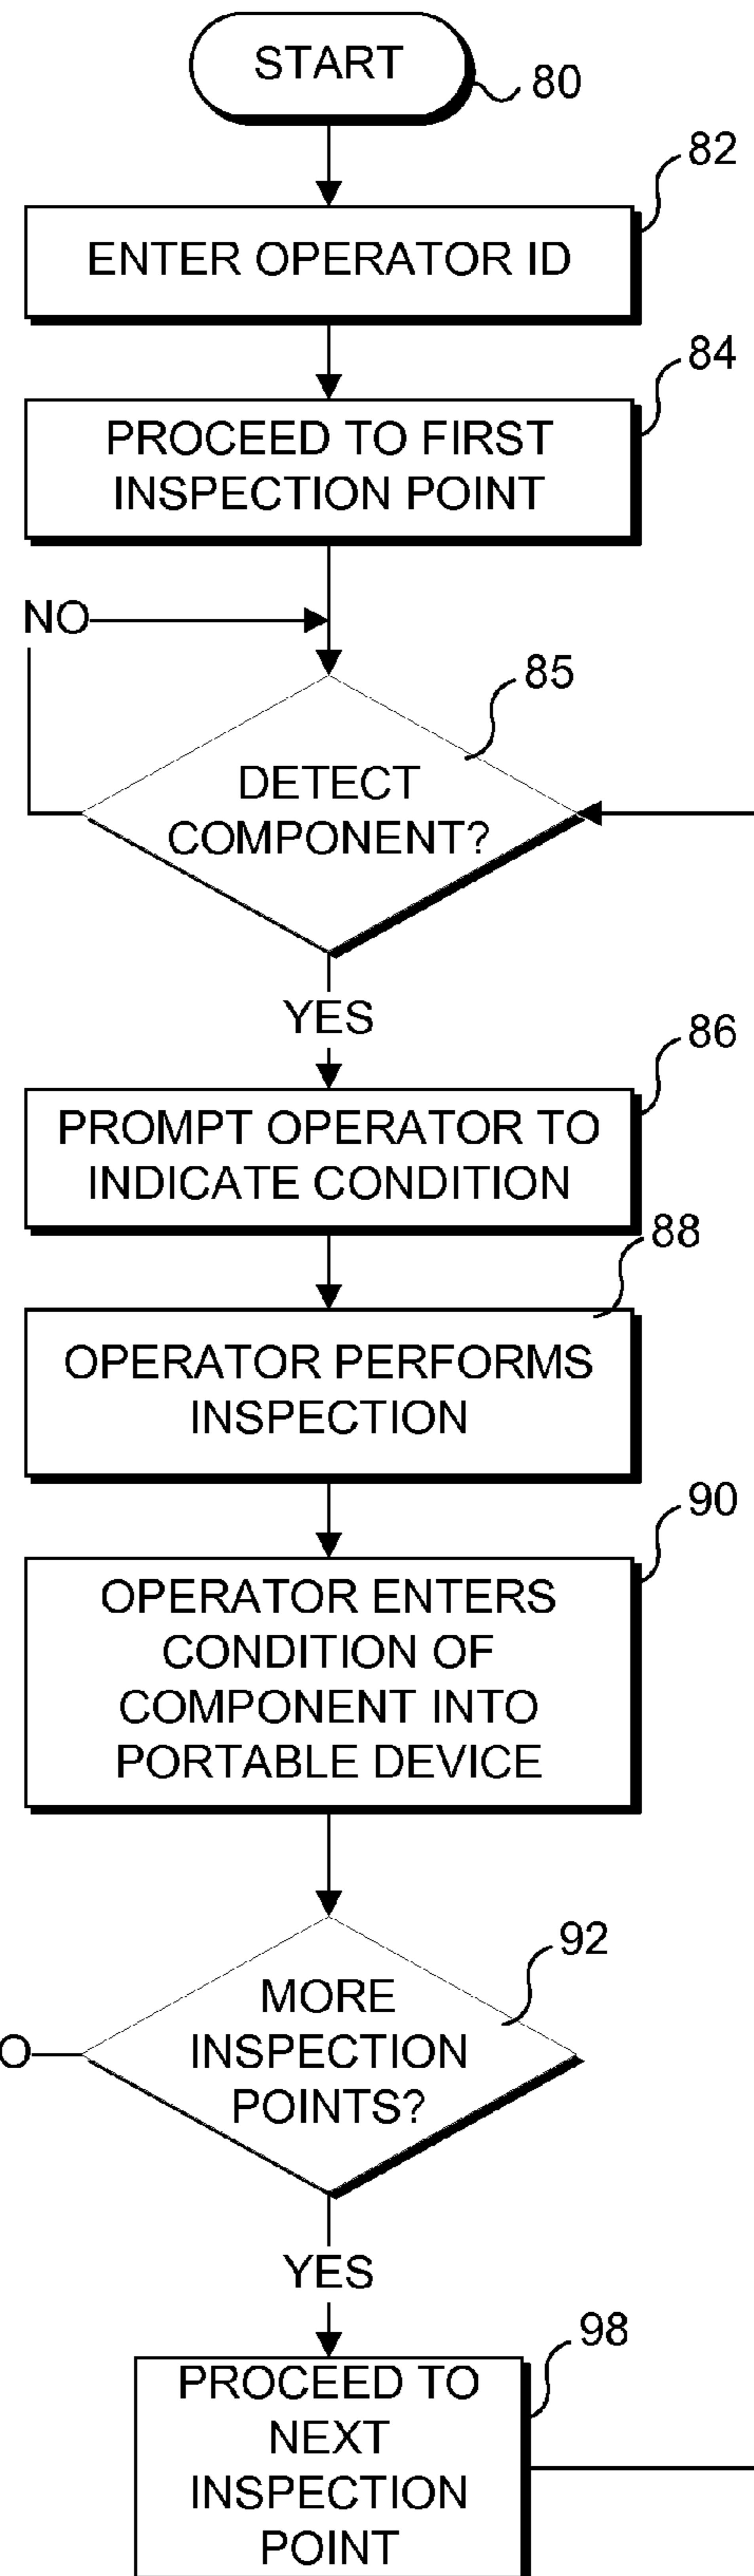 START
80
82
ENTER OPERATOR ID
84
PROCEED TO FIRST
INSPECTION POINT
NO
85
DETECT
COMPONENT?
YES
86
PROMPT OPERATOR TO
INDICATE CONDITION
88
OPERATOR PERFORMS
INSPECTION
90
OPERATOR ENTERS
CONDITION OF
COMPONENT INTO
PORTABLE DEVICE
92
MORE
INSPECTION
POINTS?
O
YES
98
PROCEED TO
NEXT
INSPECTION
POINT